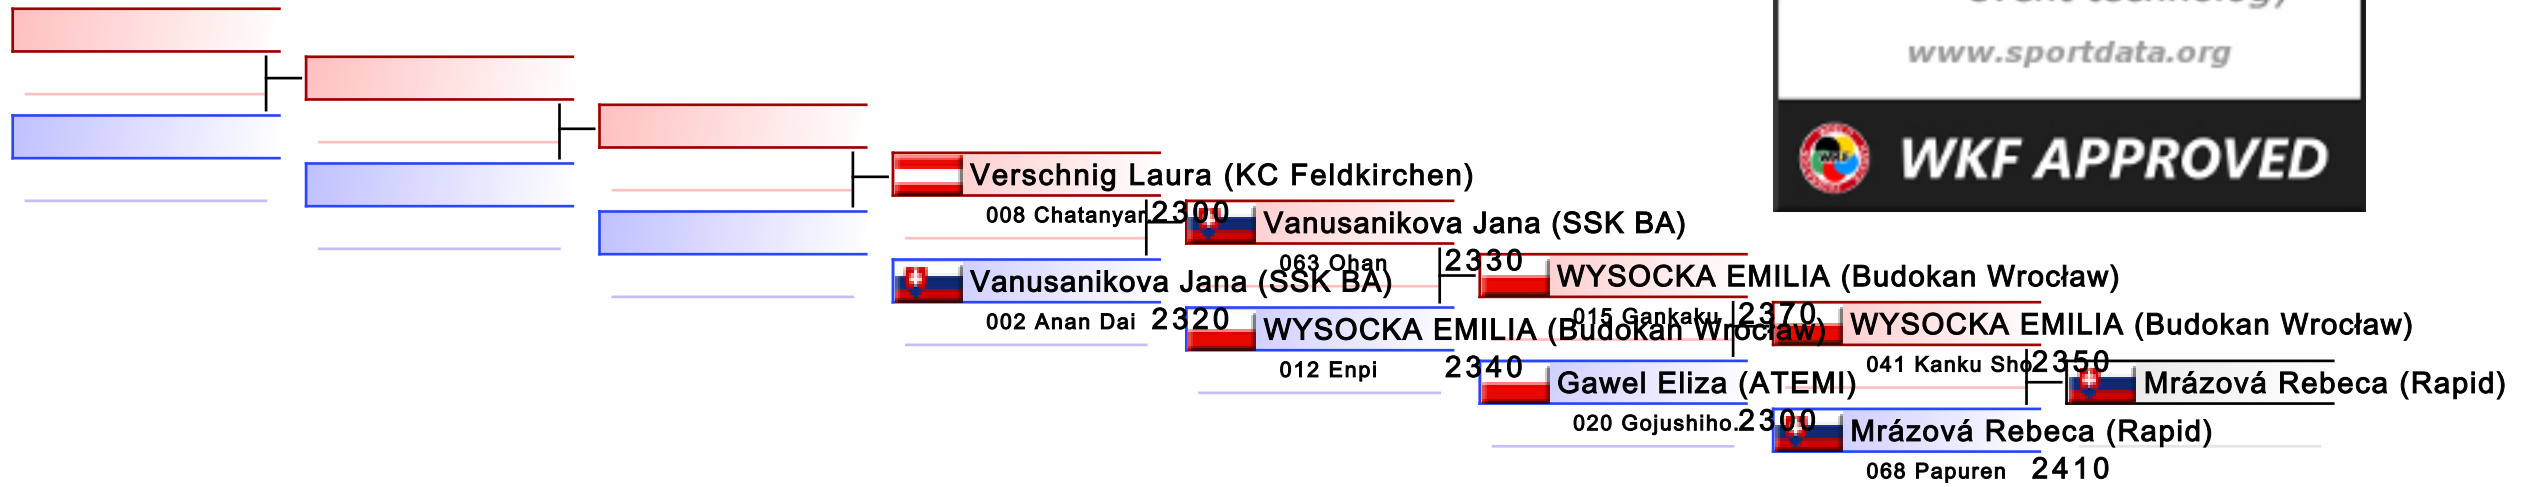 www.sportdata.org
WKF APPROVED
Verschnig Laura (KC Feldkirchen)
008 Chatanyar 2300
Vanusanikova Jana (SSK BA)
063 Ohan 2330
Vanusanikova Jana (SSK BA)
002 Anan Dai 2320
WYSOCKA EMILIA (Budokan Wrocław)
015 Gankaku 2370
WYSOCKA EMILIA (Budokan Wrocław)
012 Enpi 2340
WYSOCKA EMILIA (Budokan Wrocław)
041 Kanku Sho 2350
Gawel Eliza (ATEMI)
020 Gojushiho. 2300
Mrázová Rebeca (Rapid)
Mrázová Rebeca (Rapid)
068 Papuren 2410